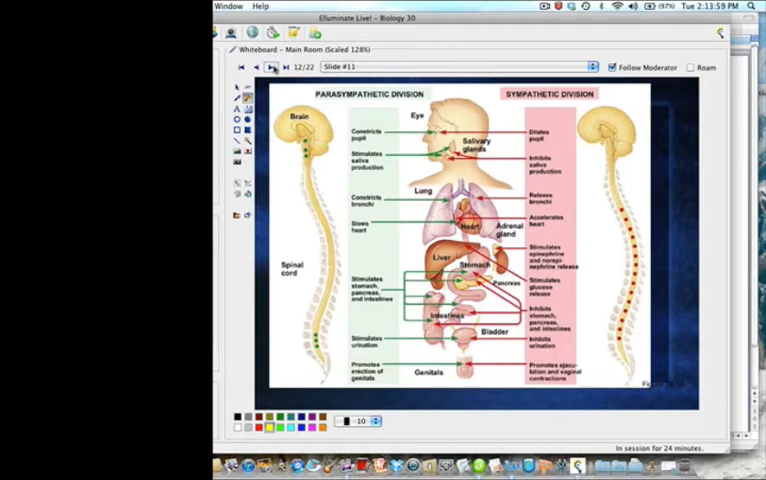 Window Help
(97%) Tue 2:13:59 PM
Elluminate Live! - Biology 30
Whiteboard - Main Room (Scaled 128%)
12/22 Slide #11 Follow Moderator Roam
PARASYMPATHETIC DIVISION SYMPATHETIC DIVISION
Brain
Eye
Constricts
pupil
Dilates
pupil
Stimulates
saliva
production
Salivary
glands
Inhibits
saliva
production
Lung
Constricts
bronchi
Relaxes
bronchi
Slows
heart
Heart
Accelerates
heart
Adrenal
gland
Liver
Stimulates
epinephrine
and norepi-
nephrine release
Spinal
cord
Stomach
Stimulates
stomach,
pancreas,
and intestines
Pancreas
Stimulates
glucose
release
Intestines
Inhibits
stomach,
pancreas,
and intestines
Bladder
Stimulates
urination
Inhibits
urination
Promotes
erection of
genitals
Genitals
Promotes ejacu-
lation and vaginal
contractions
10
In session for 24 minutes.